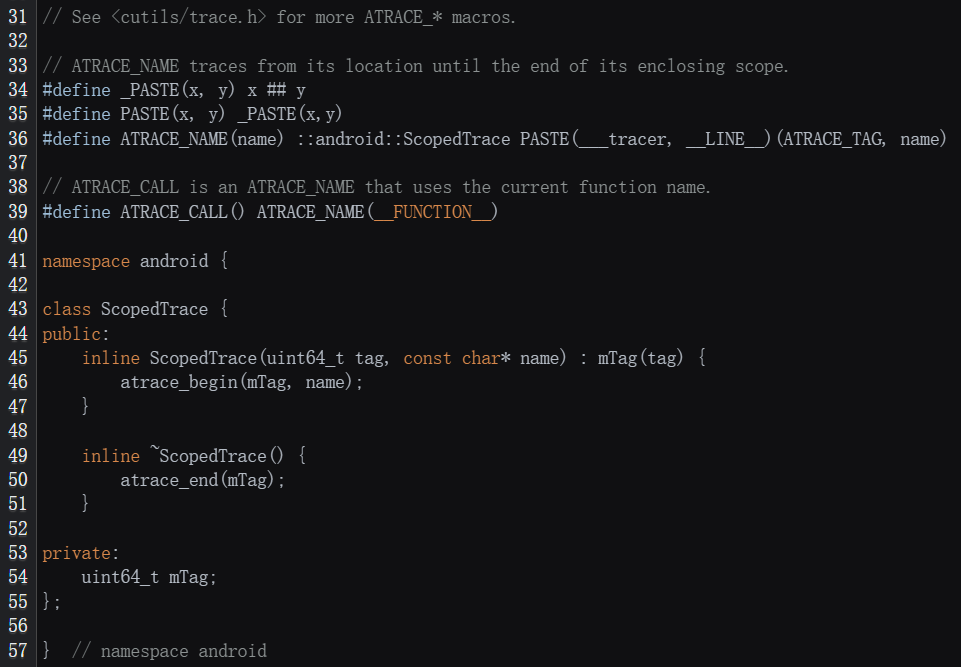 31 // See <cutils/trace.h> for more ATRACE_* macros.
32
33 // ATRACE_NAME traces from its location until the end of its enclosing scope.
34 #define _PASTE(x, y) x ## y
35 #define PASTE(x, y) _PASTE(x,y)
36 #define ATRACE_NAME(name) ::android::ScopedTrace PASTE(___tracer, __LINE__)(ATRACE_TAG, name)
37
38 // ATRACE_CALL is an ATRACE_NAME that uses the current function name.
39 #define ATRACE_CALL() ATRACE_NAME(__FUNCTION__)
40
41 namespace android {
42
43 class ScopedTrace {
44 public:
45     inline ScopedTrace(uint64_t tag, const char* name) : mTag(tag) {
46         atrace_begin(mTag, name);
47     }
48
49     inline ~ScopedTrace() {
50         atrace_end(mTag);
51     }
52
53 private:
54     uint64_t mTag;
55 };
56
57 }  // namespace android